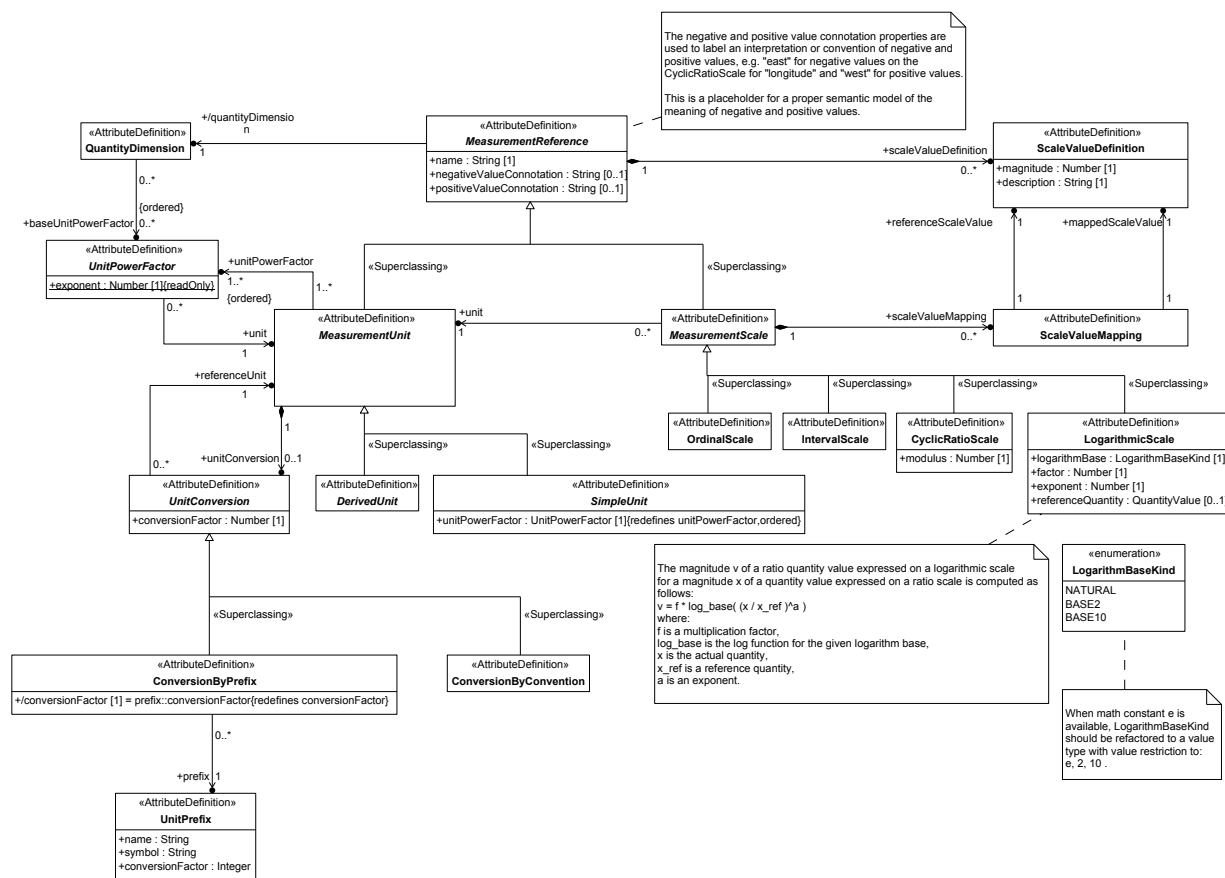 The negative and positive value connotation properties are
used to label an interpretation or convention of negative and
positive values, e.g. "east" for negative values on the
CyclicRatioScale for "longitude" and "west" for positive values.
This is a placeholder for a proper semantic model of the
meaning of negative and positive values.
«AttributeDefinition»
QuantityDimension
+/quantityDimensio
n
1
«AttributeDefinition»
MeasurementReference
+name : String [1]
+negativeValueConnotation : String [0..1]
+positiveValueConnotation : String [0..1]
1
+scaleValueDefinition
0..*
«AttributeDefinition»
ScaleValueDefinition
+magnitude : Number [1]
+description : String [1]
0..*
{ordered}
+baseUnitPowerFactor
0..*
+referenceScaleValue
1
+mappedScaleValue
1
«AttributeDefinition»
UnitPowerFactor
+exponent : Number [1]{readOnly}
+unitPowerFactor
1..*
1..*
{ordered}
«Superclassing»
«Superclassing»
0..*
+unit
1
«AttributeDefinition»
MeasurementUnit
+unit
1
0..*
«AttributeDefinition»
MeasurementScale
1
+scaleValueMapping
0..*
1
1
«AttributeDefinition»
ScaleValueMapping
+referenceUnit
1
«Superclassing»
«Superclassing»
«Superclassing»
«Superclassing»
«AttributeDefinition»
OrdinalScale
«AttributeDefinition»
IntervalScale
«AttributeDefinition»
CyclicRatioScale
+modulus : Number [1]
«AttributeDefinition»
LogarithmicScale
+logarithmBase : LogarithmBaseKind [1]
+factor : Number [1]
+exponent : Number [1]
+referenceQuantity : QuantityValue [0..1]
1
0..*
+unitConversion
0..1
«Superclassing»
«Superclassing»
«AttributeDefinition»
UnitConversion
+conversionFactor : Number [1]
«AttributeDefinition»
DerivedUnit
«AttributeDefinition»
SimpleUnit
+unitPowerFactor : UnitPowerFactor [1]{redefines unitPowerFactor,ordered}
The magnitude v of a ratio quantity value expressed on a logarithmic scale
for a magnitude x of a quantity value expressed on a ratio scale is computed as
follows:
v = f * log_base( (x / x_ref )^a )
where:
f is a multiplication factor,
log_base is the log function for the given logarithm base,
x is the actual quantity,
x_ref is a reference quantity,
a is an exponent.
«enumeration»
LogarithmBaseKind
NATURAL
BASE2
BASE10
«Superclassing»
«Superclassing»
«AttributeDefinition»
ConversionByPrefix
+/conversionFactor [1] = prefix::conversionFactor{redefines conversionFactor}
«AttributeDefinition»
ConversionByConvention
When math constant e is
available, LogarithmBaseKind
should be refactored to a value
type with value restriction to:
e, 2, 10 .
0..*
+prefix
1
«AttributeDefinition»
UnitPrefix
+name : String
+symbol : String
+conversionFactor : Integer